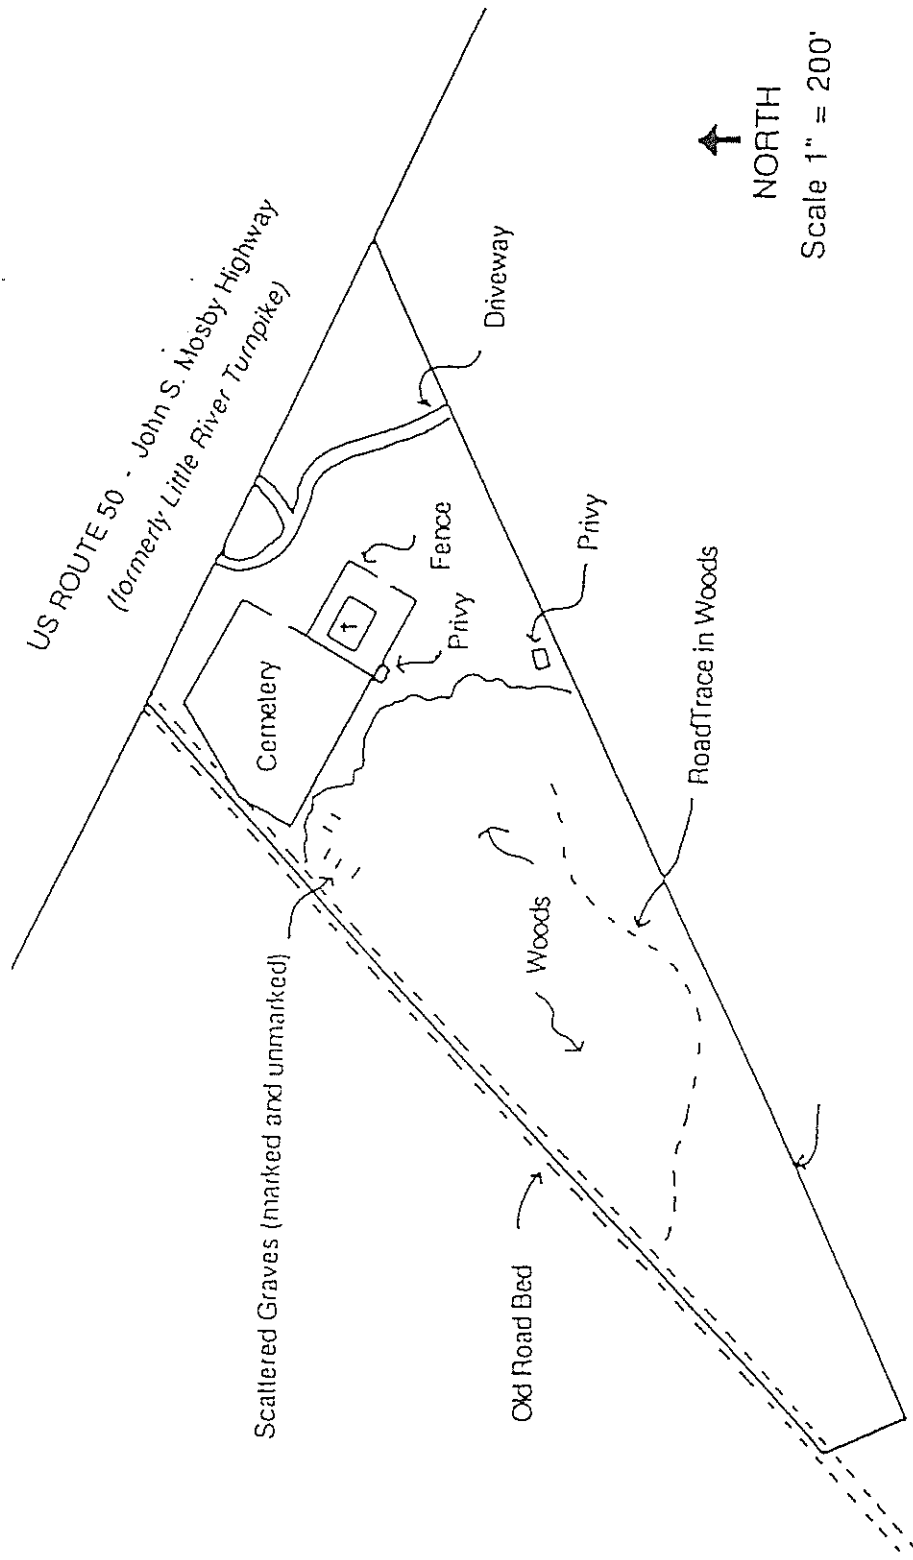 US ROUTE 50 - John S. Mosby Highway
(formerly Little River Turnpike)
Scattered Graves (marked and unmarked)
Cemetery
Fence
Privy
Driveway
Old Road Bed
Woods
Privy
RoadTrace in Woods
NORTH
Scale 1" = 200'